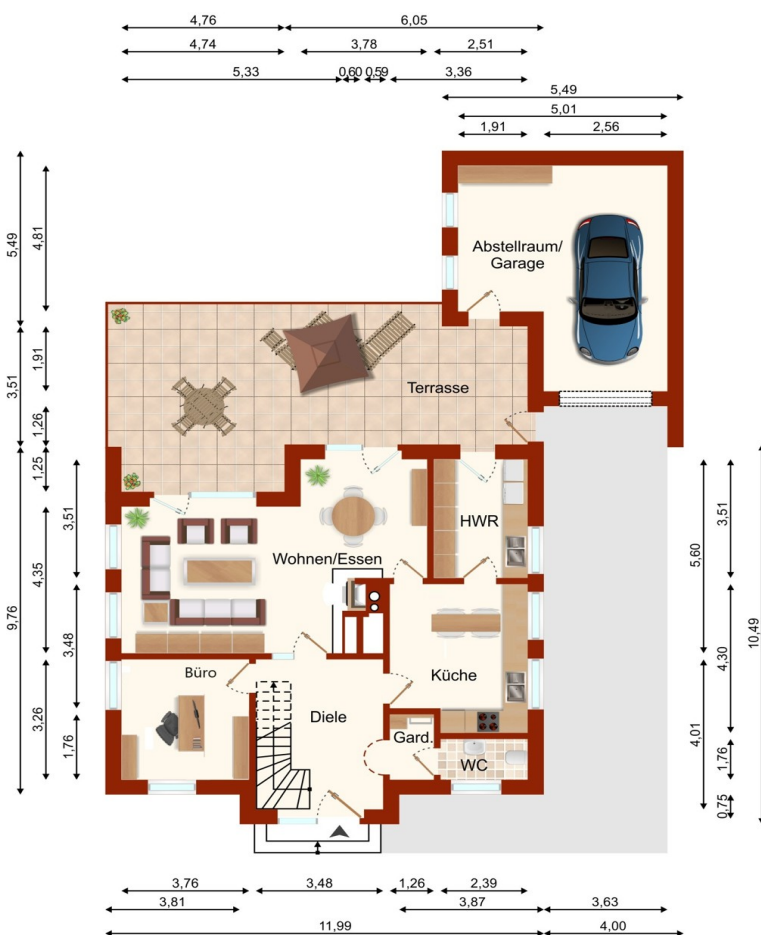 4,76 6,05
4,74 3,78 2,51
5,33 0,60 0,59 3,36
5,49
5,01
1,91 2,56
5,49
4,81
Abstellraum/
Garage
3,51
1,91
Terrasse
1,26
1,25
9,76
4,35
3,51
HWR
Wohnen/Essen
5,60
3,51
10,49
3,48
Küche
4,30
Büro
3,26
1,76
Diele
Gard.
WC
4,01
1,76
0,75
3,76 3,48 1,26 2,39
3,81 3,87 3,63
11,99 4,00